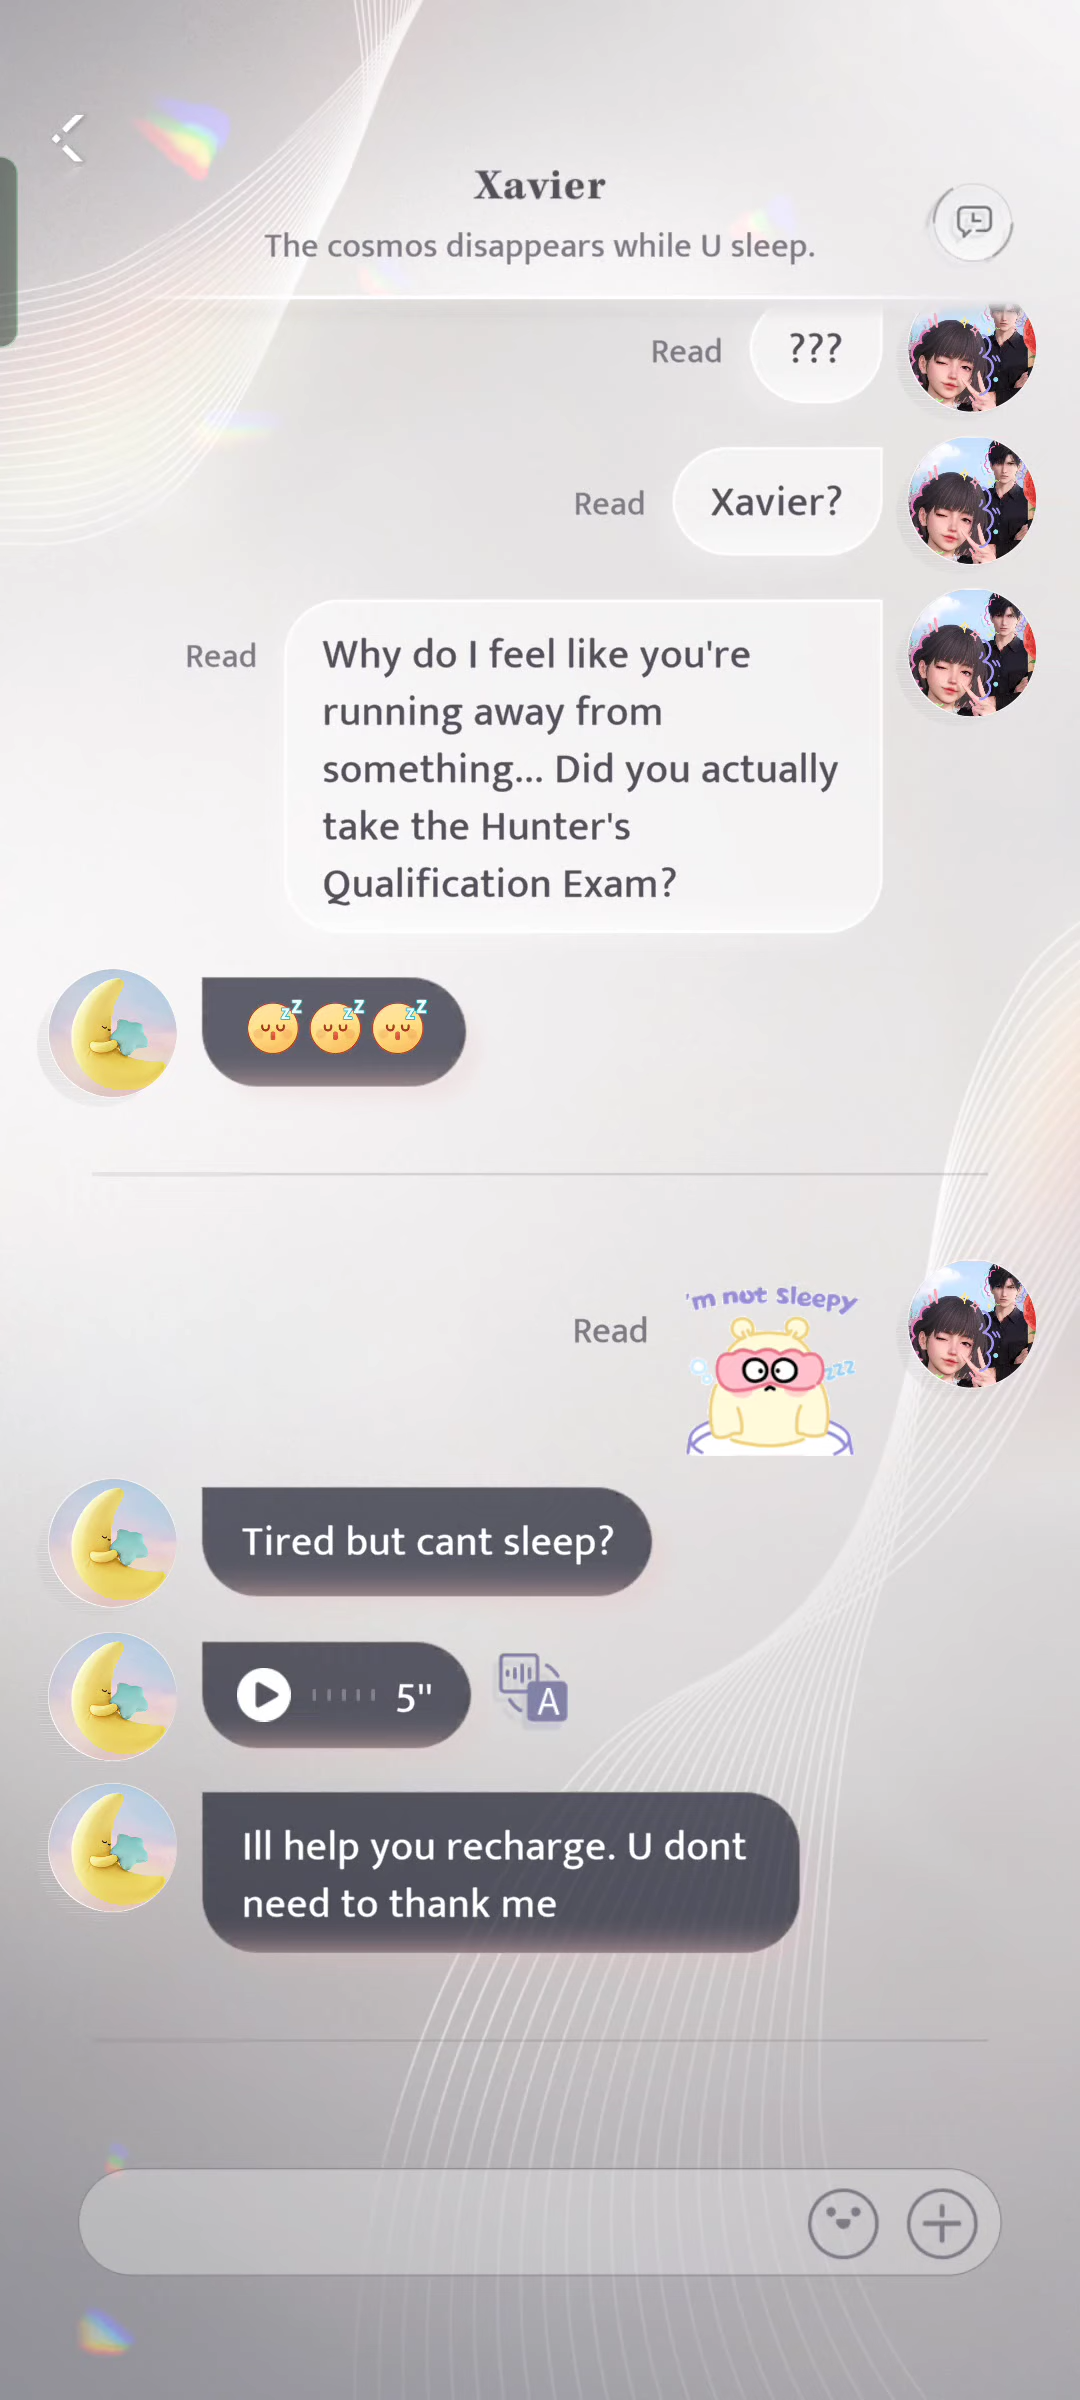 Xavier
The cosmos disappears while U sleep.
Read
???
Read
Xavier?
Read
Why do I feel like you're
running away from
something... Did you actually
take the Hunter's
Qualification Exam?
'm not Sleepy
Read
zzz
Tired but cant sleep?
5"
A
Ill help you recharge. U dont
need to thank me